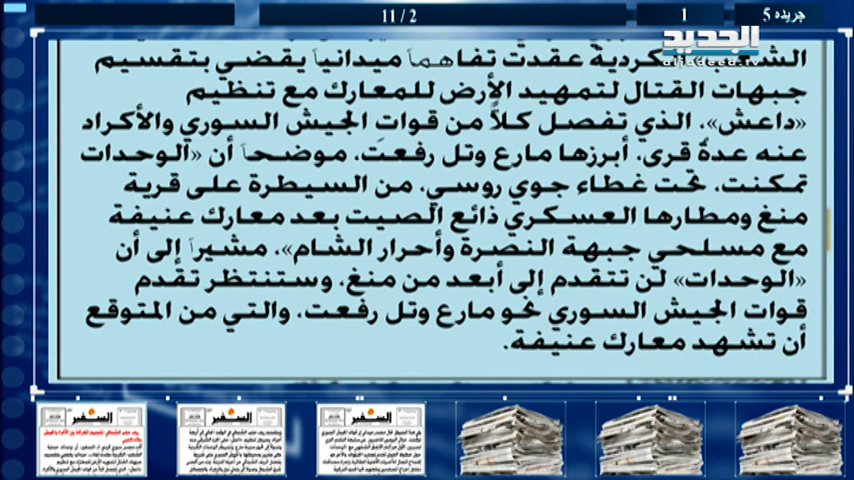 جريده 5
1
11 / 2
الجديد
aljadeed.tv
كردية عقدت تفاهماً ميدانياً يقضي بتقسيم
جبهات القتال لتمهيد الأرض للمعارك مع تنظيم
«داعش»، الذي تفصل كلاً من قوات الجيش السوري والأكراد
عنه عدةُ قرى، أبرزها مارع وتل رفعت، موضحاً أن «الوحدات
تمكنت، تحت غطاء جوي روسي، من السيطرة على قرية
منغ ومطارها العسكري ذائع الصيت بعد معارك عنيفة
مع مسلحي جبهة النصرة وأحرار الشام»، مشيراً إلى أن
«الوحدات» لن تتقدم إلى أبعد من منغ، وستنتظر تقدم
قوات الجيش السوري نحو مارع وتل رفعت، والتي من المتوقع
أن تشهد معارك عنيفة.
السفير
السفير
السفير